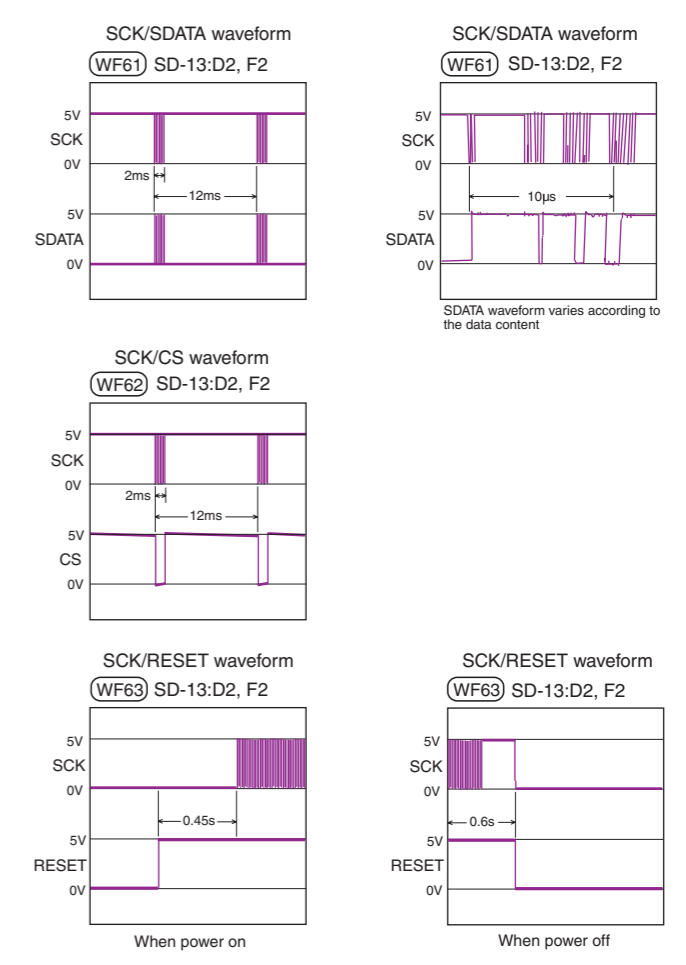 SCK/SDATA waveform
WF61 SD-13:D2, F2
5V
SCK
0V
2ms
12ms
5V
SDATA
0V
SCK/SDATA waveform
WF61 SD-13:D2, F2
5V
SCK
0V
10µs
5V
SDATA
0V
SDATA waveform varies according to
the data content
SCK/CS waveform
WF62 SD-13:D2, F2
5V
SCK
0V
2ms
12ms
5V
CS
0V
SCK/RESET waveform
WF63 SD-13:D2, F2
5V
SCK
0V
0.45s
5V
RESET
0V
When power on
SCK/RESET waveform
WF63 SD-13:D2, F2
5V
SCK
0V
0.6s
5V
RESET
0V
When power off